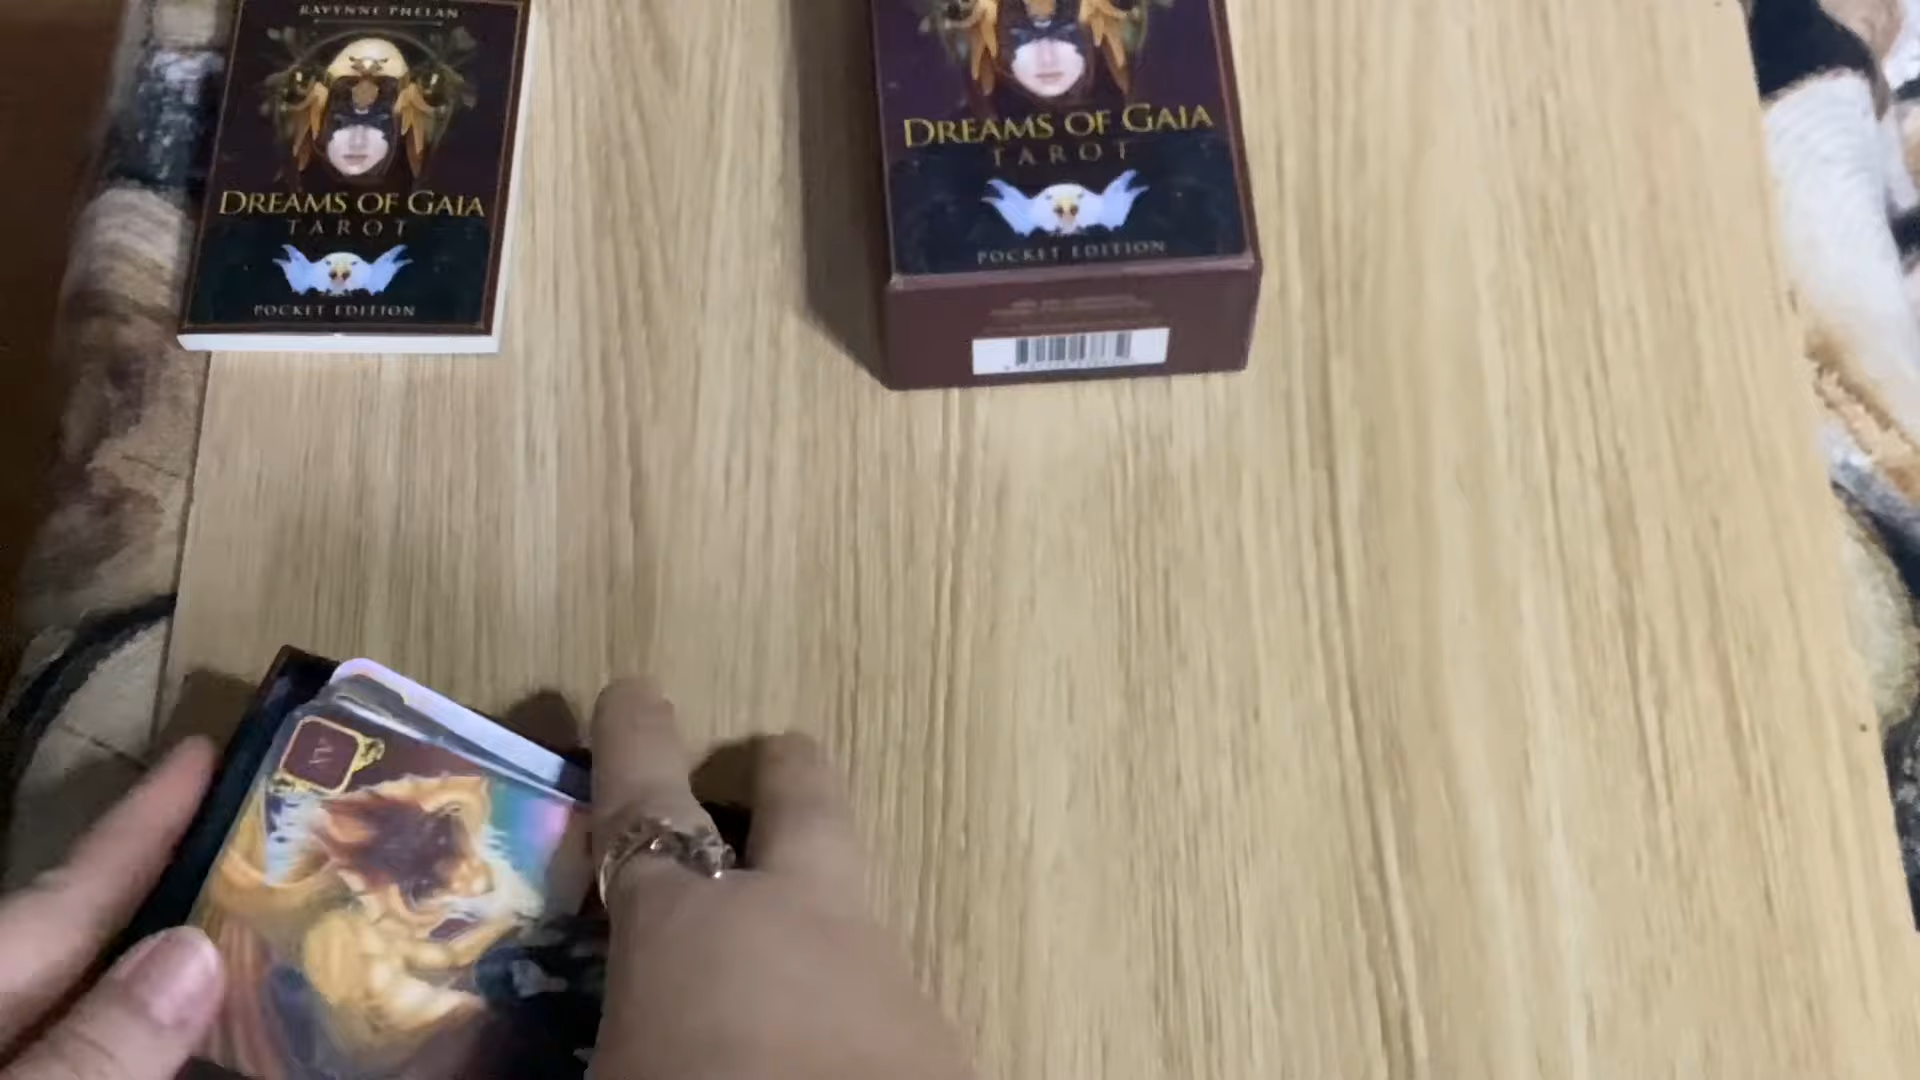 RAVYNNE PHELAN
DREAMS OF GAIA
TAROT
POCKET EDITION
DREAMS OF GAIA
TAROT
POCKET EDITION